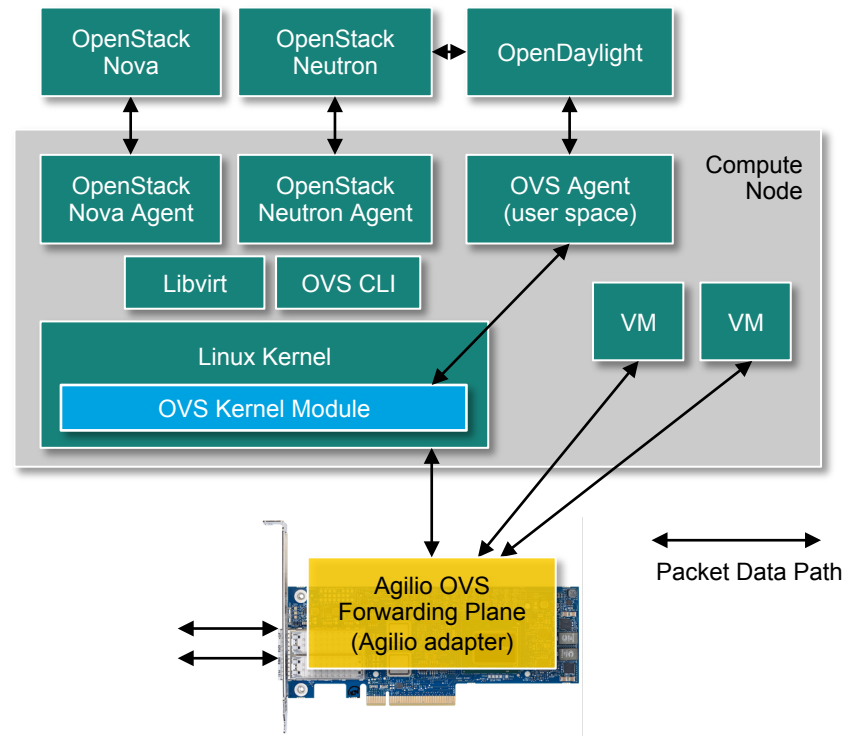 OpenStack
Nova
OpenStack
Neutron
OpenDaylight
Compute
Node
OpenStack
Nova Agent
OpenStack
Neutron Agent
OVS Agent
(user space)
Libvirt
OVS CLI
VM
VM
Linux Kernel
OVS Kernel Module
Packet Data Path
Agilio OVS
Forwarding Plane
(Agilio adapter)